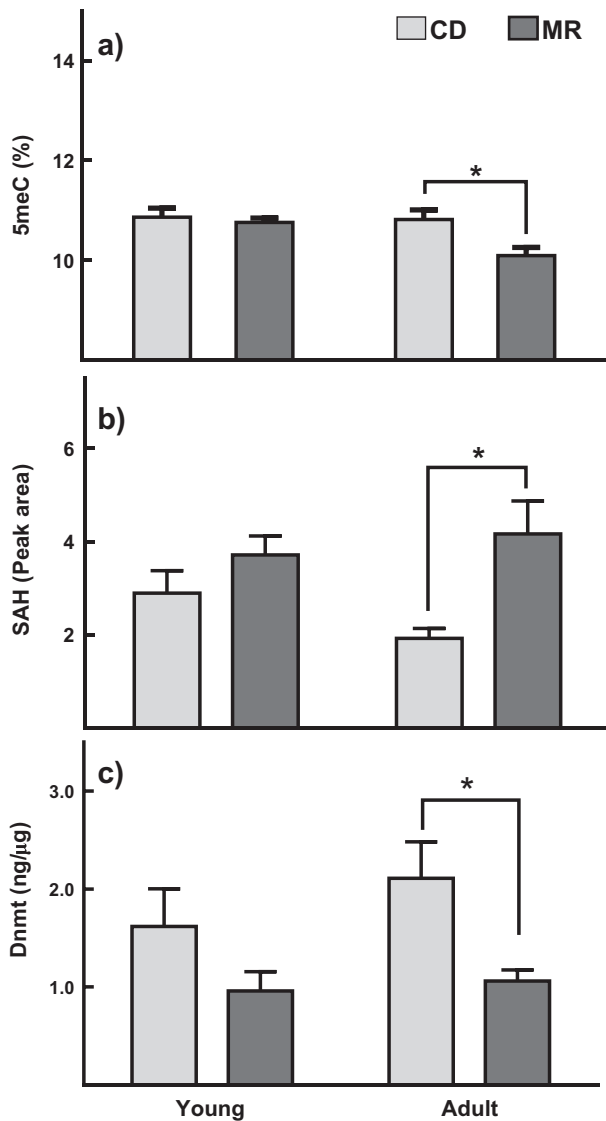 a)
CD MR
14
12
10
5meC (%)
*
b)
6
4
2
SAH (Peak area)
*
c)
3.0
2.0
1.0
Dnmt (ng/μg)
*
Young Adult